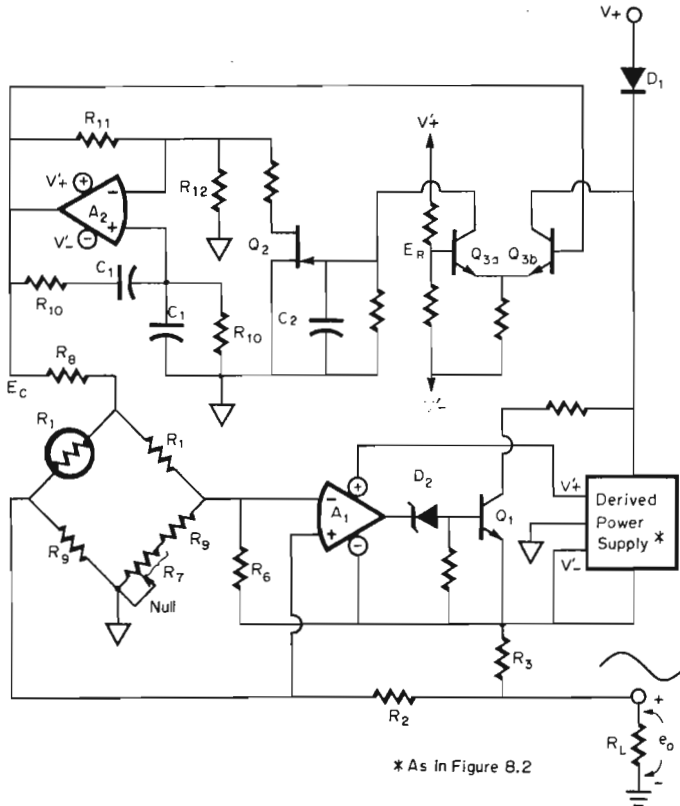 V+
D1
R11
V'+
A2
V'-
R12
V'+
ER
Q2
Q3a
Q3b
C1
R10
C1
R10
C2
V'-
R8
EC
R1
R1
R9
R9
R7
Null
R6
A1
D2
Q1
V'+
Derived
Power
Supply *
V'-
R3
R2
+
RL
eo
-
* As in Figure 8.2